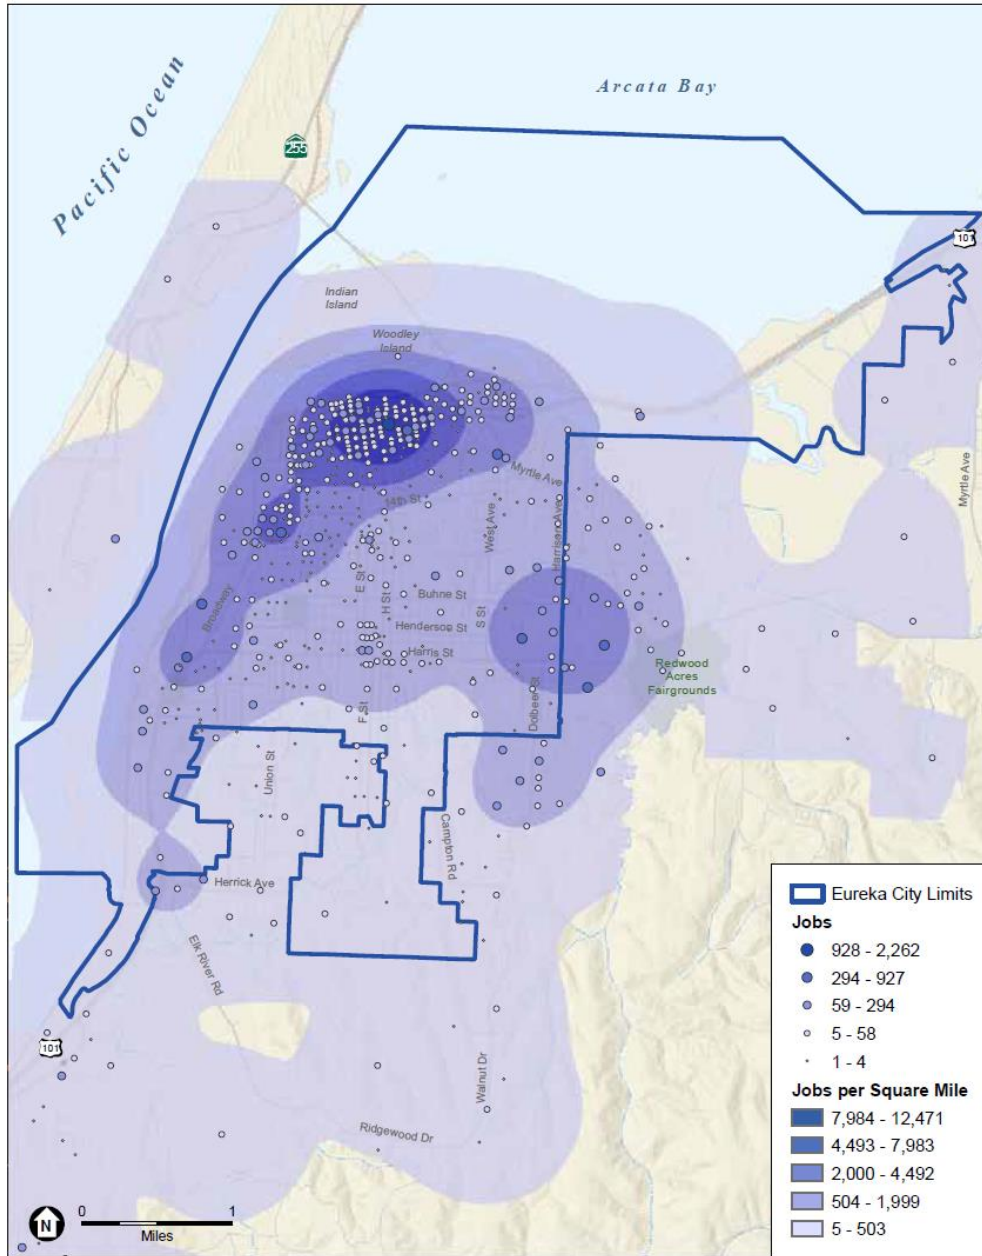 Pacific Ocean
Arcata Bay
255
101
Indian
Island
Woodley
Island
Myrtle Ave
Myrtle Ave
14th St
West Ave
Harrison Ave
E St
H St
Buhne St
S St
Broadway
Henderson St
Harris St
Redwood
Acres
Fairgrounds
F St
Dolbeer St
Union St
Campton Rd
Herrick Ave
Elk River Rd
101
Walnut Dr
Ridgewood Dr
N
0 1
Miles
Eureka City Limits
Jobs
928 - 2,262
294 - 927
59 - 294
5 - 58
1 - 4
Jobs per Square Mile
7,984 - 12,471
4,493 - 7,983
2,000 - 4,492
504 - 1,999
5 - 503